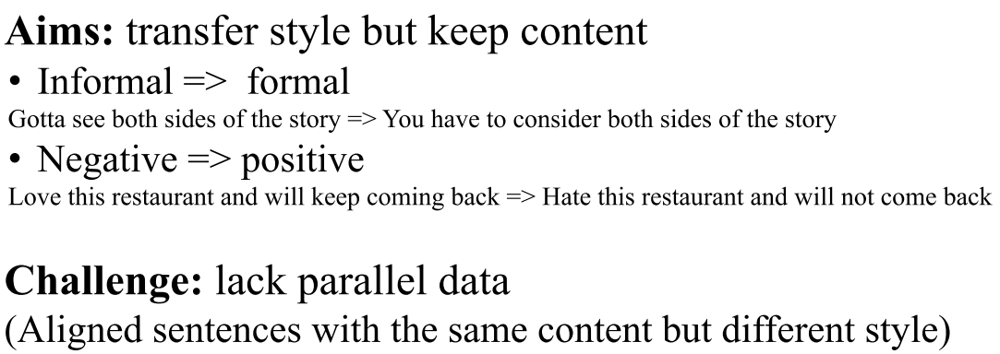 Aims: transfer style but keep content
• Informal => formal
Gotta see both sides of the story => You have to consider both sides of the story
• Negative => positive
Love this restaurant and will keep coming back => Hate this restaurant and will not come back
Challenge: lack parallel data
(Aligned sentences with the same content but different style)